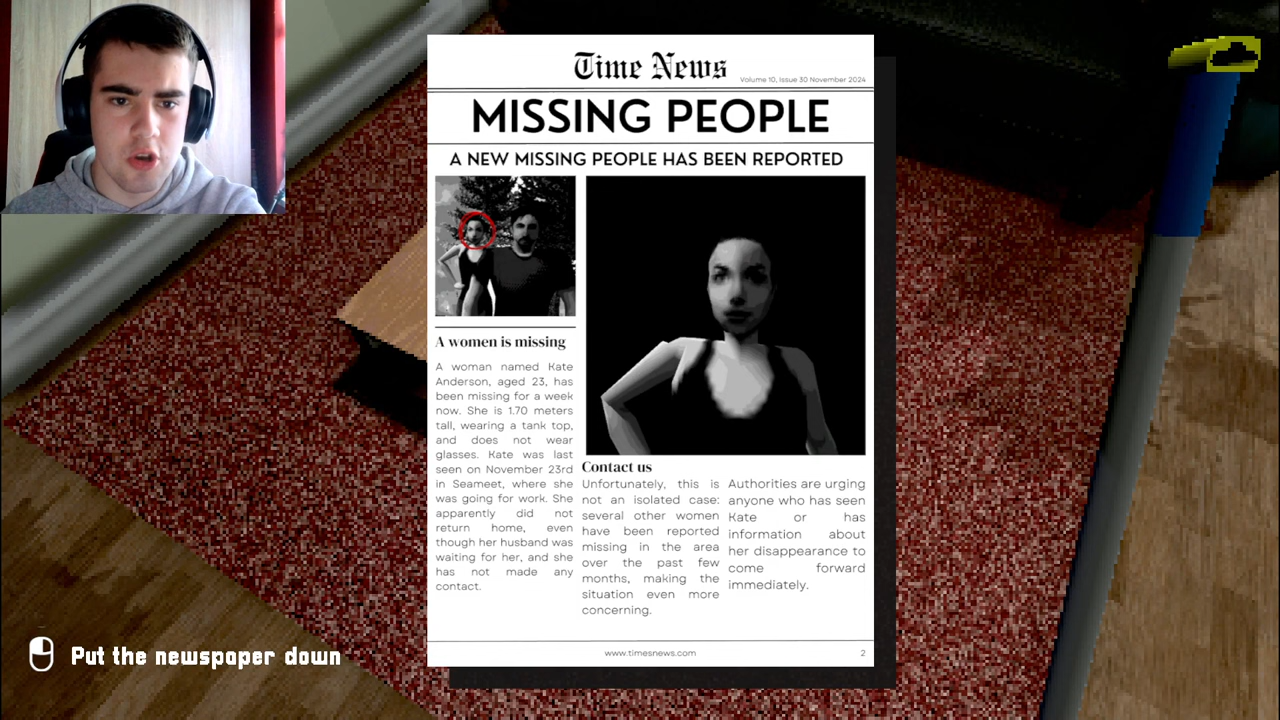 Time News
Volume 10, Issue 30 November 2024
MISSING PEOPLE
A NEW MISSING PEOPLE HAS BEEN REPORTED
A women is missing
A woman named Kate
Anderson, aged 23, has
been missing for a week
now. She is 1.70 meters
tall, wearing a tank top,
and does not wear
glasses. Kate was last
seen on November 23rd
in Seameet, where she
was going for work. She
apparently did not
return home, even
though her husband was
waiting for her, and she
has not made any
contact.
Contact us
Unfortunately, this is
not an isolated case:
several other women
have been reported
missing in the area
over the past few
months, making the
situation even more
concerning.
Authorities are urging
anyone who has seen
Kate or has
information about
her disappearance to
come forward
immediately.
www.timesnews.com
2
Put the newspaper down